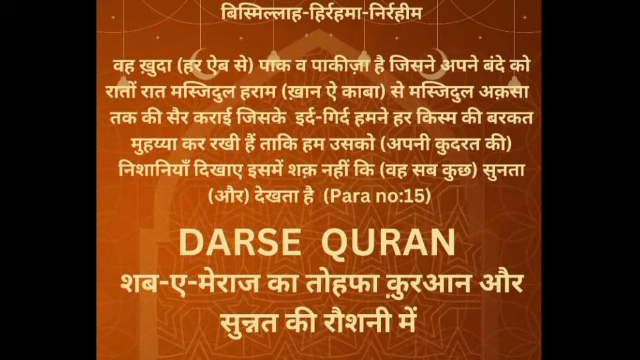 बिस्मिल्लाह-हिर्रहमा-निर्रहीम
वह ख़ुदा (हर ऐब से) पाक व पाकीज़ा है जिसने अपने बंदे को
रातों रात मस्जिदुल हराम (ख़ान ऐ काबा) से मस्जिदुल अक़सा
तक की सैर कराई जिसके इर्द-गिर्द हमने हर किस्म की बरकत
मुहय्या कर रखी हैं ताकि हम उसको (अपनी कुदरत की)
निशानियाँ दिखाए इसमें शक़ नहीं कि (वह सब कुछ) सुनता
(और) देखता है (Para no:15)
DARSE QURAN
शब-ए-मेराज का तोहफा क़ुरआन और
सुन्नत की रौशनी में